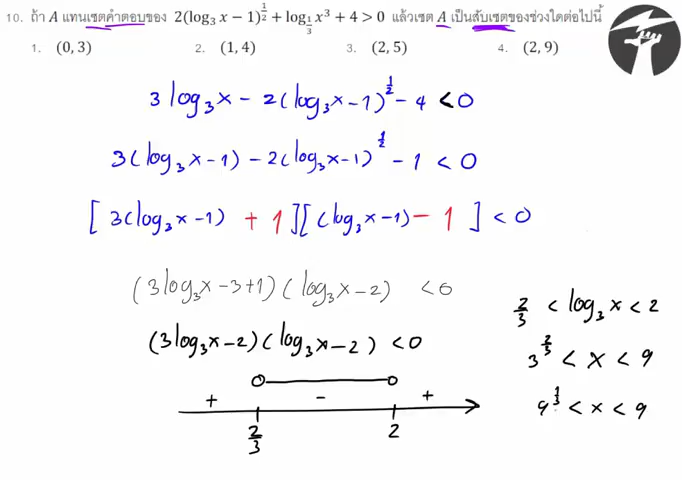 10. ถ้า A แทนเซตคำตอบของ 2(log₃ x − 1)^(1/2) + log_(1/3) x³ + 4 > 0 แล้วเซต A เป็นสับเซตของช่วงใดต่อไปนี้
1. (0, 3) 2. (1, 4) 3. (2, 5) 4. (2, 9)
3 log₃x − 2(log₃x − 1)^(1/2) − 4 < 0
3(log₃x − 1) − 2(log₃x − 1)^(1/2) − 1 < 0
[3(log₃x − 1) + 1][(log₃x − 1) − 1] < 0
(3log₃x − 3 + 1)(log₃x − 2) < 0
(3log₃x − 2)(log₃x − 2) < 0
+ − +
2/3 2
2/3 < log₃x < 2
3^(2/3) < x < 9
9^(1/3) < x < 9